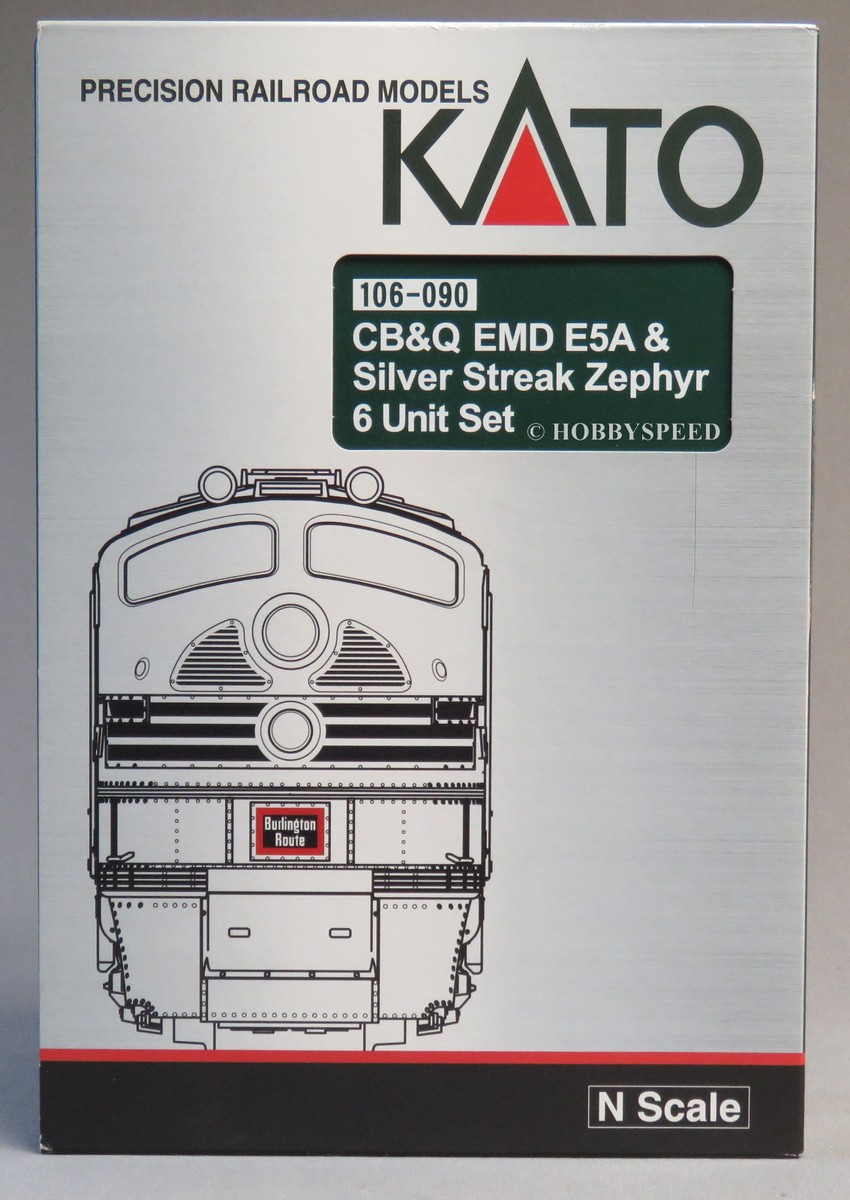 PRECISION RAILROAD MODELS
KATO
106-090
CB&Q EMD E5A &
Silver Streak Zephyr
6 Unit Set
© HOBBYSPEED
Burlington
Route
N Scale